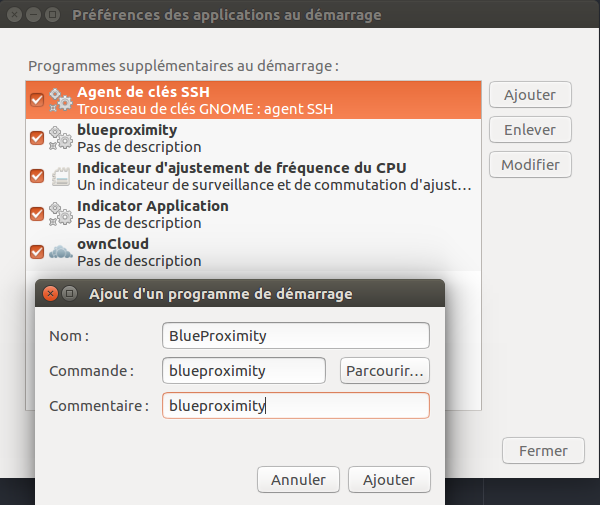 Préférences des applications au démarrage
Programmes supplémentaires au démarrage :
Agent de clés SSH
Trousseau de clés GNOME : agent SSH
blueproximity
Pas de description
Indicateur d'ajustement de fréquence du CPU
Un indicateur de surveillance et de commutation d'ajust…
Indicator Application
Pas de description
ownCloud
Pas de description
Ajouter
Enlever
Modifier
Ajout d'un programme de démarrage
Nom : BlueProximity
Commande : blueproximity Parcourir…
Commentaire : blueproximity
Annuler Ajouter
Fermer